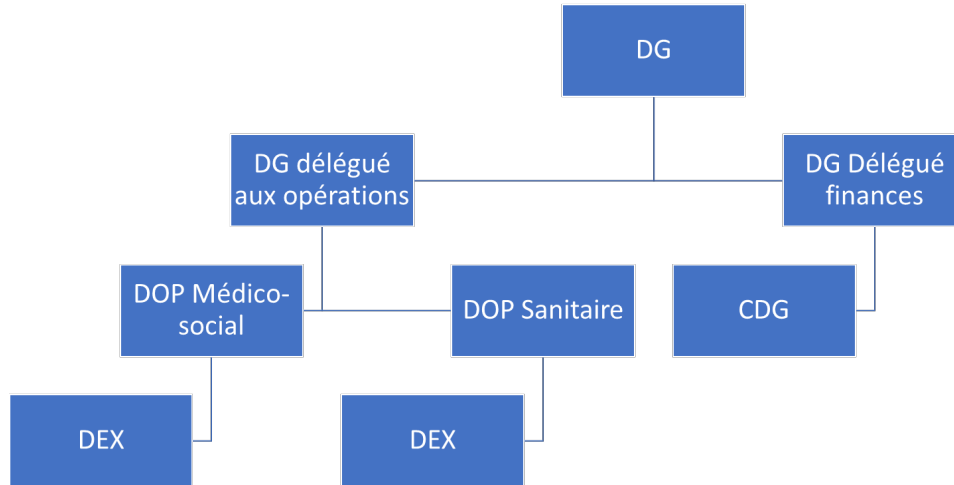 DG
DG délégué
aux opérations
DG Délégué
finances
DOP Médico-
social
DOP Sanitaire
CDG
DEX
DEX